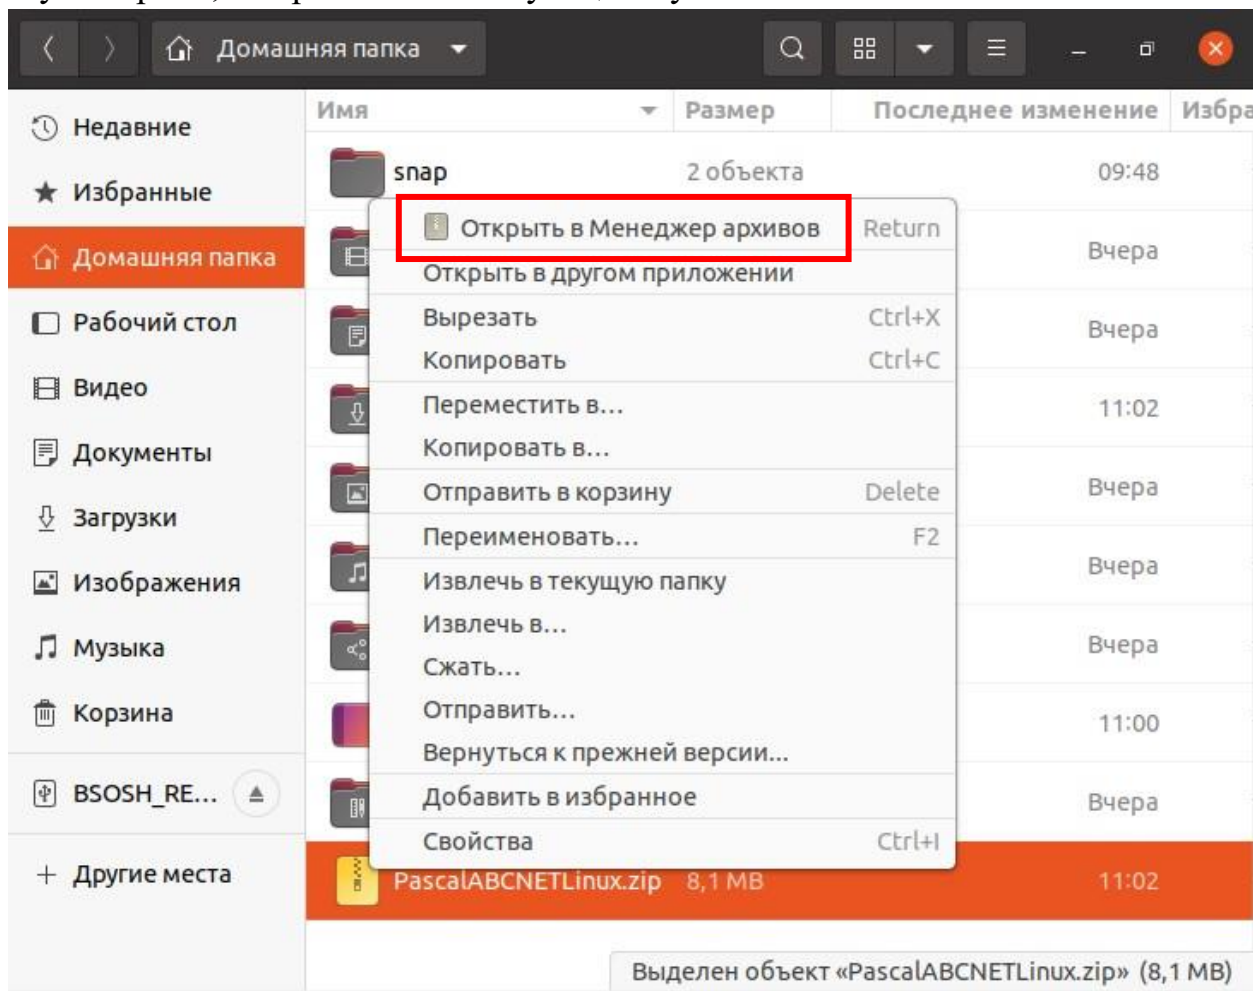 Домашняя папка
Недавние
Избранные
Домашняя папка
Рабочий стол
Видео
Документы
Загрузки
Изображения
Музыка
Корзина
BSOSH_RE...
+ Другие места
Имя Размер Последнее изменение Избра
snap 2 объекта 09:48
Вчера
Вчера
11:02
Вчера
Вчера
Вчера
11:00
Вчера
PascalABCNETLinux.zip 8,1 MB 11:02
Открыть в Менеджер архивов Return
Открыть в другом приложении
Вырезать Ctrl+X
Копировать Ctrl+C
Переместить в...
Копировать в...
Отправить в корзину Delete
Переименовать... F2
Извлечь в текущую папку
Извлечь в...
Сжать...
Отправить...
Вернуться к прежней версии...
Добавить в избранное
Свойства Ctrl+I
Выделен объект «PascalABCNETLinux.zip» (8,1 MB)